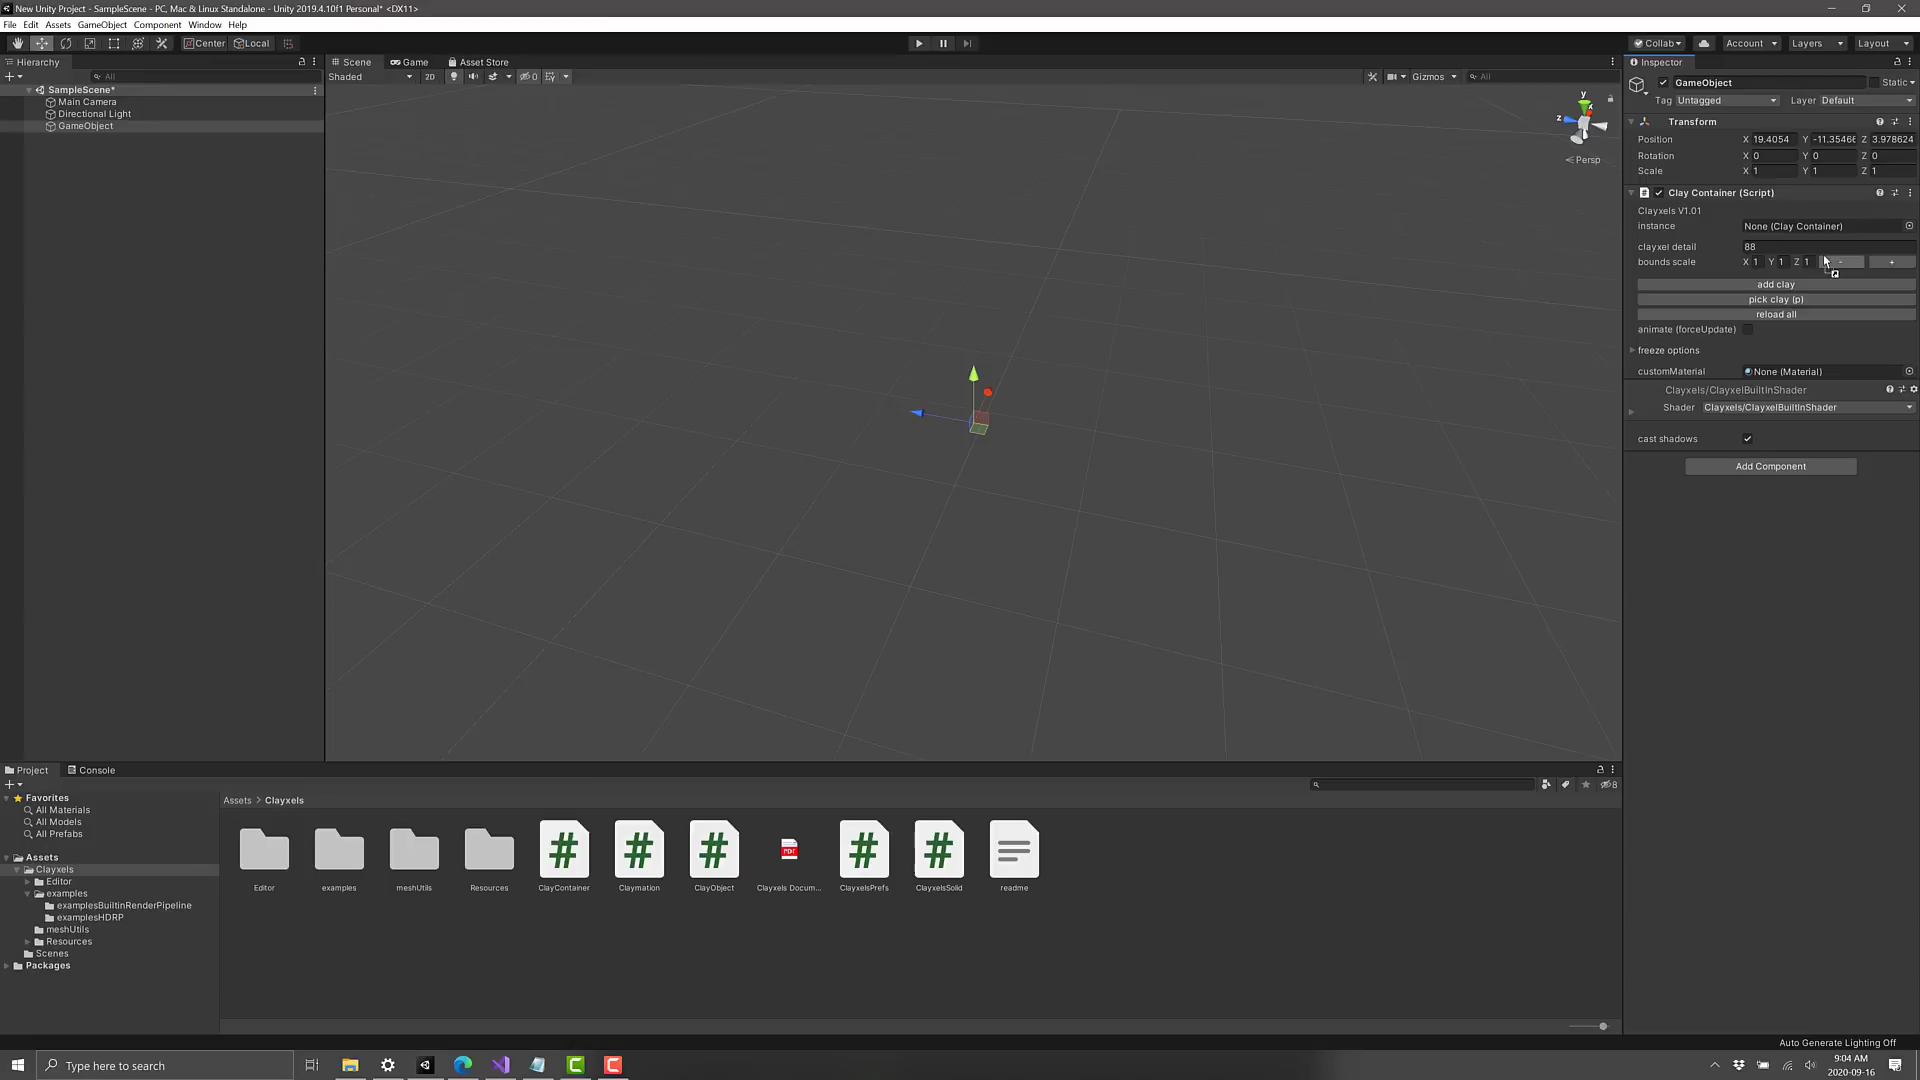 New Unity Project - SampleScene - PC, Mac & Linux Standalone - Unity 2019.4.10f1 Personal* <DX11>
File Edit Assets GameObject Component Window Help
Center Local
Collab Account Layers Layout
Hierarchy
All
SampleScene*
Main Camera
Directional Light
GameObject
Scene Game Asset Store
Shaded 2D 0 Gizmos All
y
x
z
Persp
Inspector
GameObject Static
Tag Untagged Layer Default
Transform
Position X 19.4054 Y -11.35466 Z 3.978624
Rotation X 0 Y 0 Z 0
Scale X 1 Y 1 Z 1
Clay Container (Script)
Clayxels V1.01
instance None (Clay Container)
clayxel detail 88
bounds scale X 1 Y 1 Z 1 - +
add clay
pick clay (p)
reload all
animate (forceUpdate)
freeze options
customMaterial None (Material)
Clayxels/ClayxelBuiltInShader
Shader Clayxels/ClayxelBuiltInShader
cast shadows
Add Component
Project Console
8
Favorites
All Materials
All Models
All Prefabs
Assets
Clayxels
Editor
examples
examplesBuiltinRenderPipeline
examplesHDRP
meshUtils
Resources
Scenes
Packages
Assets > Clayxels
PDF
Editor examples meshUtils Resources ClayContainer Claymation ClayObject Clayxels Docum... ClayxelsPrefs ClayxelsSolid readme
Auto Generate Lighting Off
Type here to search
9:04 AM
2020-09-16